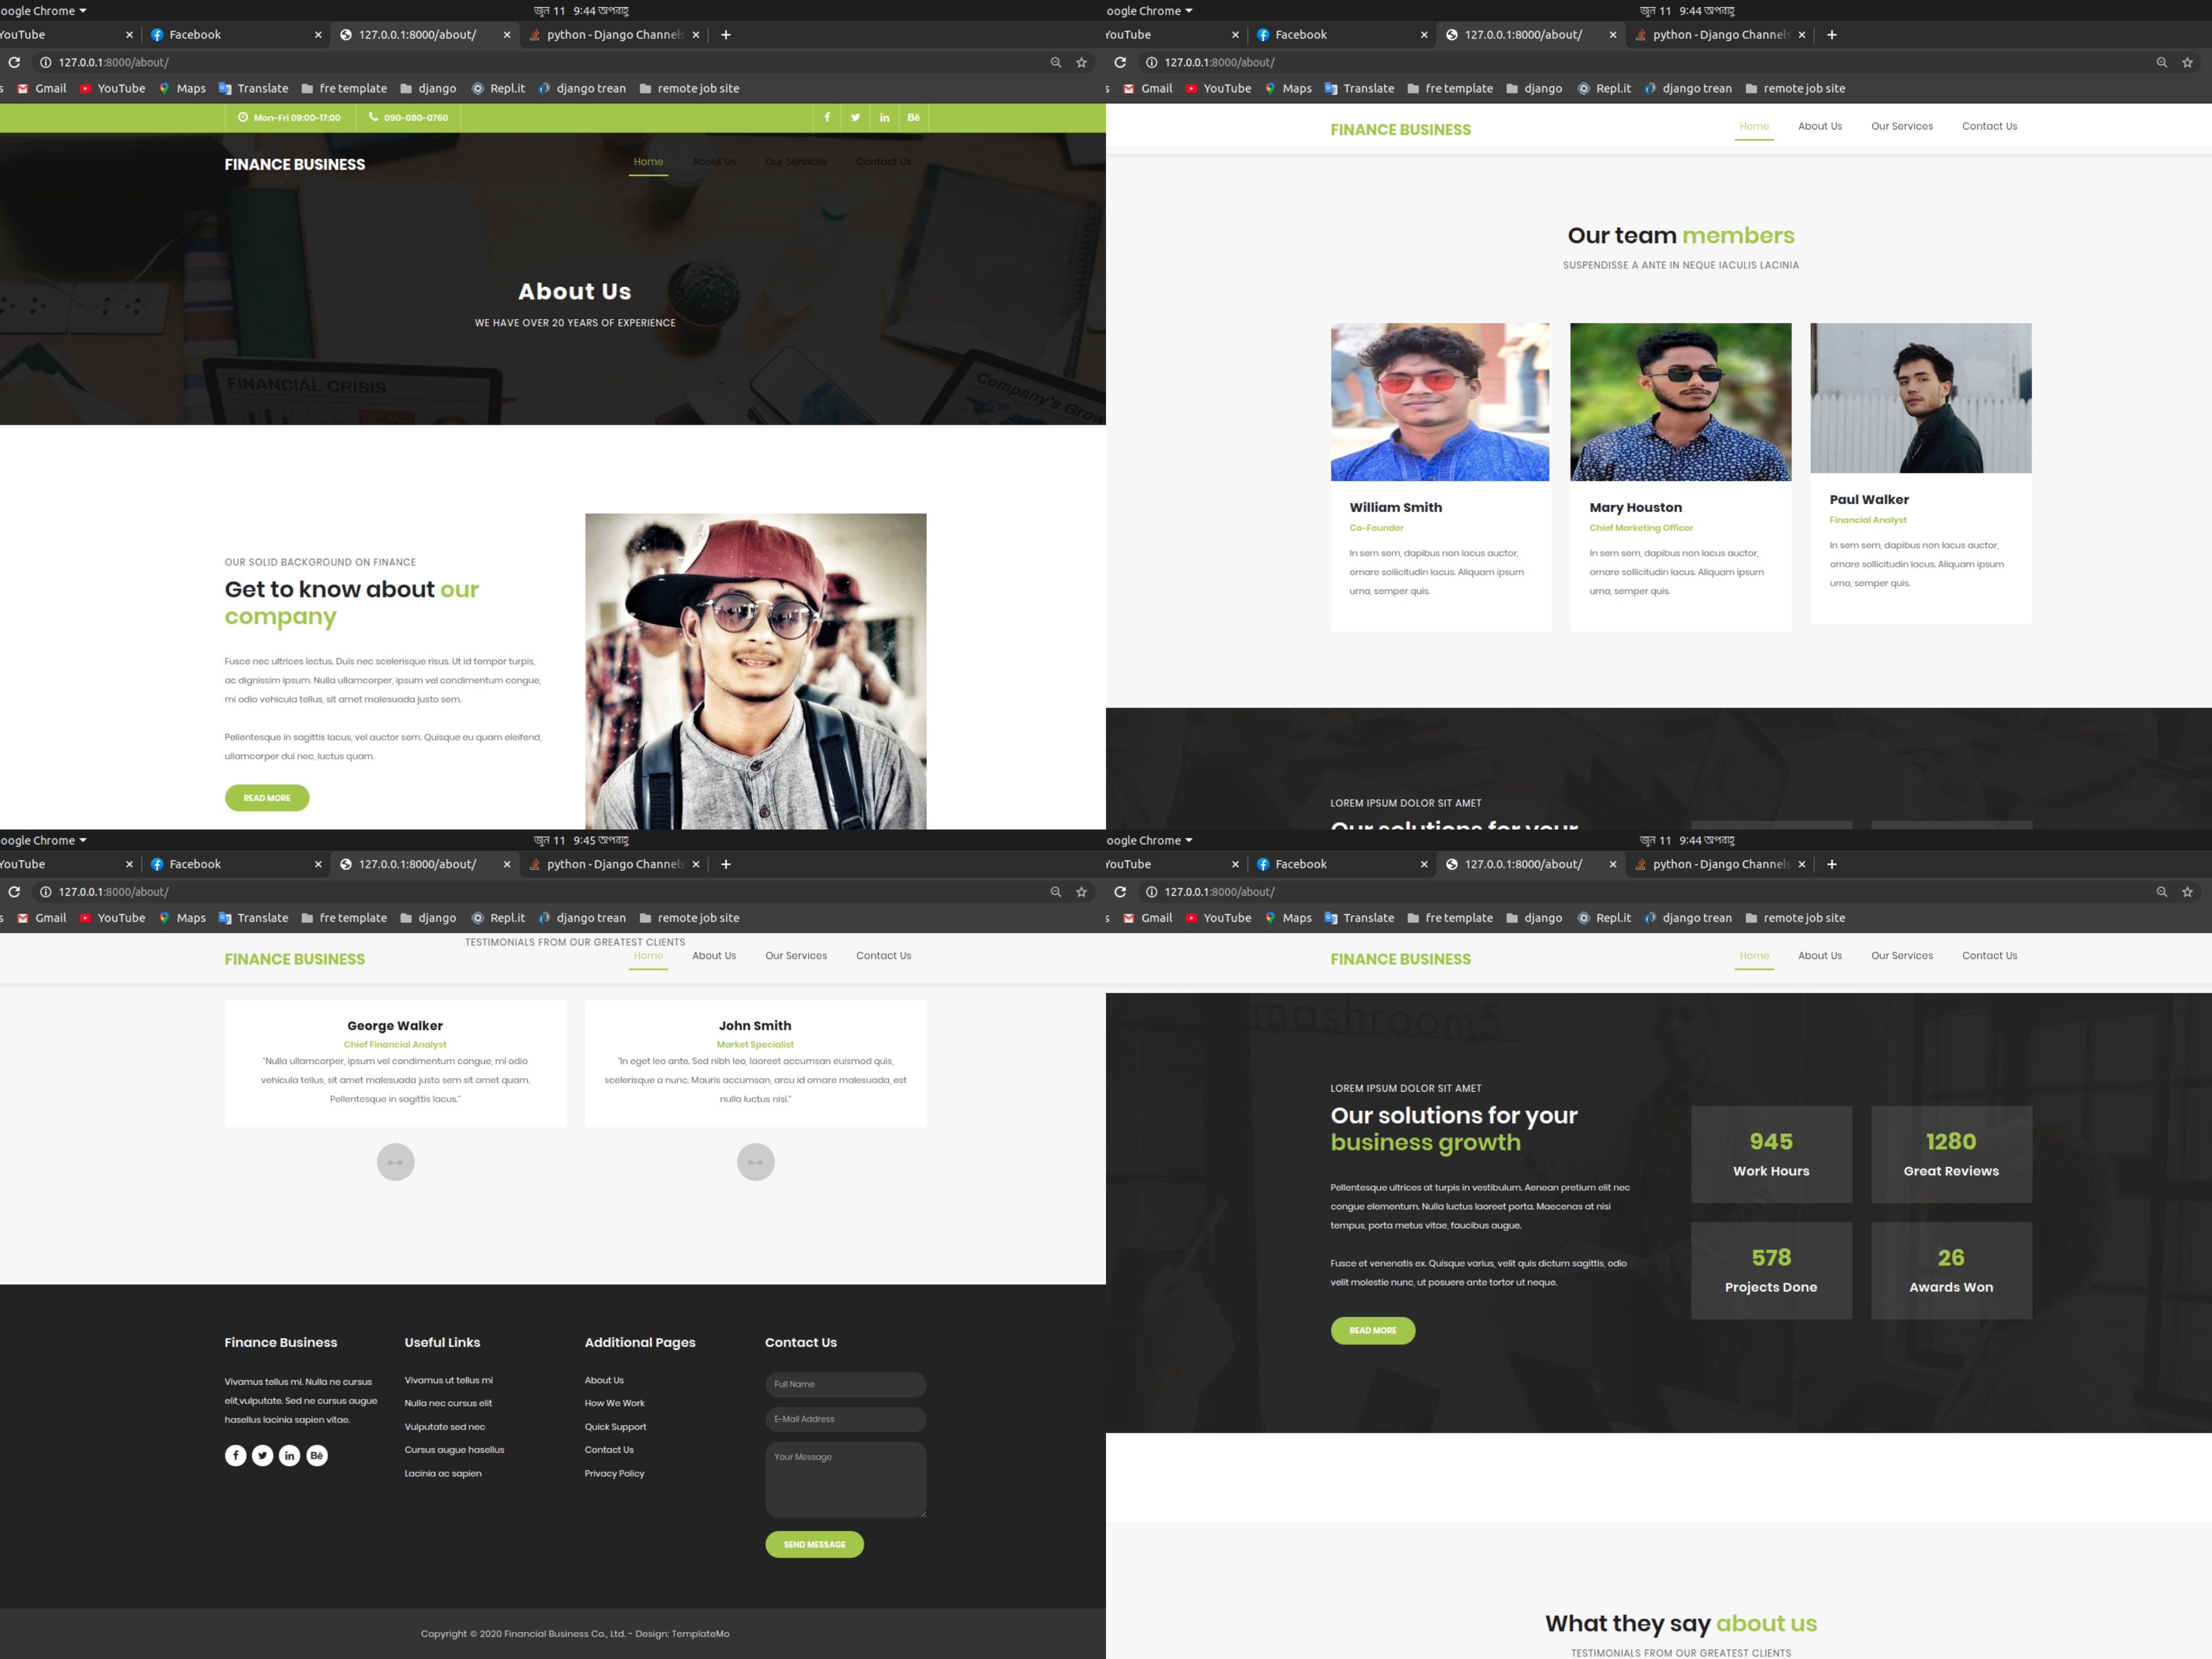 oogle Chrome
জুন 11 9:44 অপরাহ্ণ
YouTube
Facebook
127.0.0.1:8000/about/
python - Django Channels
127.0.0.1:8000/about/
s
Gmail
YouTube
Maps
Translate
fre template
django
Repl.it
django trean
remote job site
Mon-Fri 09:00-17:00
090-080-0760
FINANCE BUSINESS
Home
About Us
Our Services
Contact Us
About Us
WE HAVE OVER 20 YEARS OF EXPERIENCE
FINANCIAL CRISIS
Company's Grow
OUR SOLID BACKGROUND ON FINANCE
Get to know about our
company
Fusce nec ultrices lectus. Duis nec scelerisque risus. Ut id tempor turpis,
ac dignissim ipsum. Nulla ullamcorper, ipsum vel condimentum congue,
mi odio vehicula tellus, sit amet malesuada justo sem.
Pellentesque in sagittis lacus, vel auctor sem. Quisque eu quam eleifend,
ullamcorper dui nec, luctus quam.
READ MORE
oogle Chrome
জুন 11 9:44 অপরাহ্ণ
YouTube
Facebook
127.0.0.1:8000/about/
python - Django Channels
127.0.0.1:8000/about/
s
Gmail
YouTube
Maps
Translate
fre template
django
Repl.it
django trean
remote job site
FINANCE BUSINESS
Home
About Us
Our Services
Contact Us
Our team members
SUSPENDISSE A ANTE IN NEQUE IACULIS LACINIA
William Smith
Co-Founder
In sem sem, dapibus non lacus auctor,
ornare sollicitudin lacus. Aliquam ipsum
urna, semper quis.
Mary Houston
Chief Marketing Officer
In sem sem, dapibus non lacus auctor,
ornare sollicitudin lacus. Aliquam ipsum
urna, semper quis.
Paul Walker
Financial Analyst
In sem sem, dapibus non lacus auctor,
ornare sollicitudin lacus. Aliquam ipsum
urna, semper quis.
LOREM IPSUM DOLOR SIT AMET
Our solutions for your
oogle Chrome
জুন 11 9:45 অপরাহ্ণ
YouTube
Facebook
127.0.0.1:8000/about/
python - Django Channels
127.0.0.1:8000/about/
s
Gmail
YouTube
Maps
Translate
fre template
django
Repl.it
django trean
remote job site
TESTIMONIALS FROM OUR GREATEST CLIENTS
FINANCE BUSINESS
Home
About Us
Our Services
Contact Us
George Walker
Chief Financial Analyst
"Nulla ullamcorper, ipsum vel condimentum congue, mi odio
vehicula tellus, sit amet malesuada justo sem sit amet quam.
Pellentesque in sagittis lacus."
John Smith
Market Specialist
"In eget leo ante. Sed nibh leo, laoreet accumsan euismod quis,
scelerisque a nunc. Mauris accumsan, arcu id ornare malesuada, est
nulla luctus nisi."
Finance Business
Vivamus tellus mi. Nulla ne cursus
elit,vulputate. Sed ne cursus augue
hasellus lacinia sapien vitae.
Useful Links
Vivamus ut tellus mi
Nulla nec cursus elit
Vulputate sed nec
Cursus augue hasellus
Lacinia ac sapien
Additional Pages
About Us
How We Work
Quick Support
Contact Us
Privacy Policy
Contact Us
Full Name
E-Mail Address
Your Message
SEND MESSAGE
Copyright © 2020 Financial Business Co., Ltd. - Design: TemplateMo
oogle Chrome
জুন 11 9:44 অপরাহ্ণ
YouTube
Facebook
127.0.0.1:8000/about/
python - Django Channels
127.0.0.1:8000/about/
s
Gmail
YouTube
Maps
Translate
fre template
django
Repl.it
django trean
remote job site
FINANCE BUSINESS
Home
About Us
Our Services
Contact Us
mashroom5
LOREM IPSUM DOLOR SIT AMET
Our solutions for your
business growth
Pellentesque ultrices at turpis in vestibulum. Aenean pretium elit nec
congue elementum. Nulla luctus laoreet porta. Maecenas at nisi
tempus, porta metus vitae, faucibus augue.
Fusce et venenatis ex. Quisque varius, velit quis dictum sagittis, odio
velit molestie nunc, ut posuere ante tortor ut neque.
READ MORE
945
Work Hours
1280
Great Reviews
578
Projects Done
26
Awards Won
What they say about us
TESTIMONIALS FROM OUR GREATEST CLIENTS